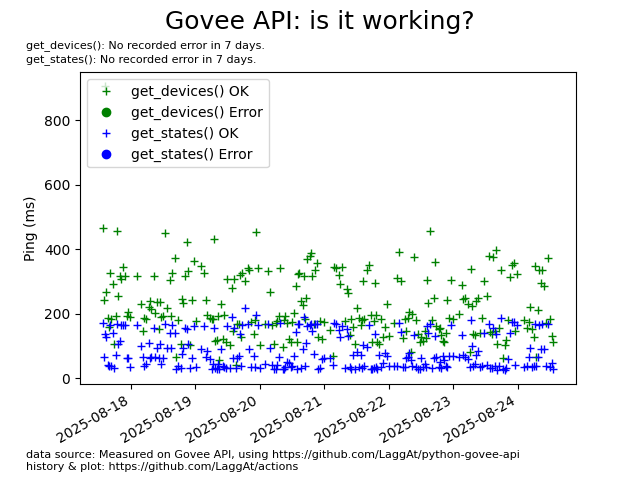 Govee API: is it working?
get_devices(): No recorded error in 7 days.
get_states(): No recorded error in 7 days.
get_devices() OK
get_devices() Error
get_states() OK
get_states() Error
Ping (ms)
800
600
400
200
0
2025-08-18
2025-08-19
2025-08-20
2025-08-21
2025-08-22
2025-08-23
2025-08-24
data source: Measured on Govee API, using https://github.com/LaggAt/python-govee-api
history & plot: https://github.com/LaggAt/actions